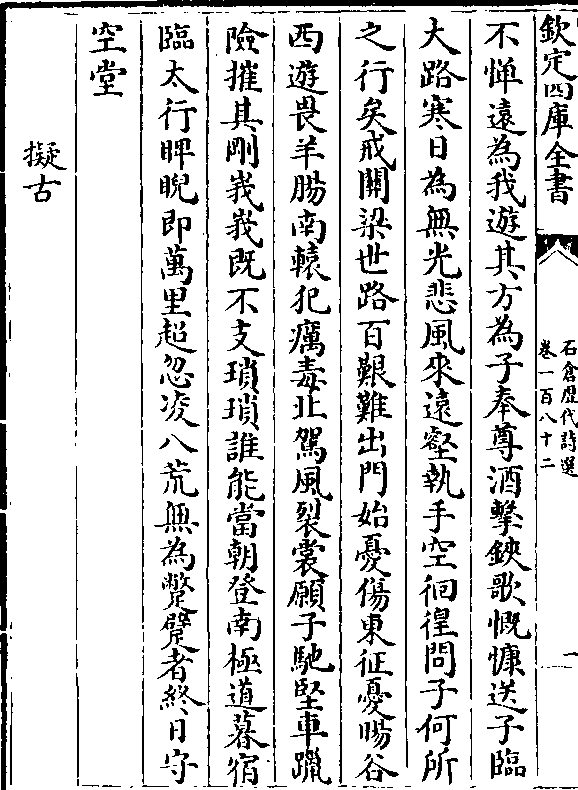 欽定四庫全書
石倉歷代詩選
卷一百八十二
一
不憚遠為我遊其方為子奉尊酒擊鋏歌慨慷送子臨
大路寒日為無光悲風來遠壑執手空徊徨問子何所
之行矣戒關梁世路百艱難出門始憂傷東征憂暘谷
西遊畏羊腸南轅犯癘毒北駕風裂裳願子馳堅車躐
險摧其剛峩峩既不支瑣瑣誰能當朝登南極道暮宿
臨太行睥睨即萬里超忽凌八荒無為蹩躠者終日守
空堂
擬古